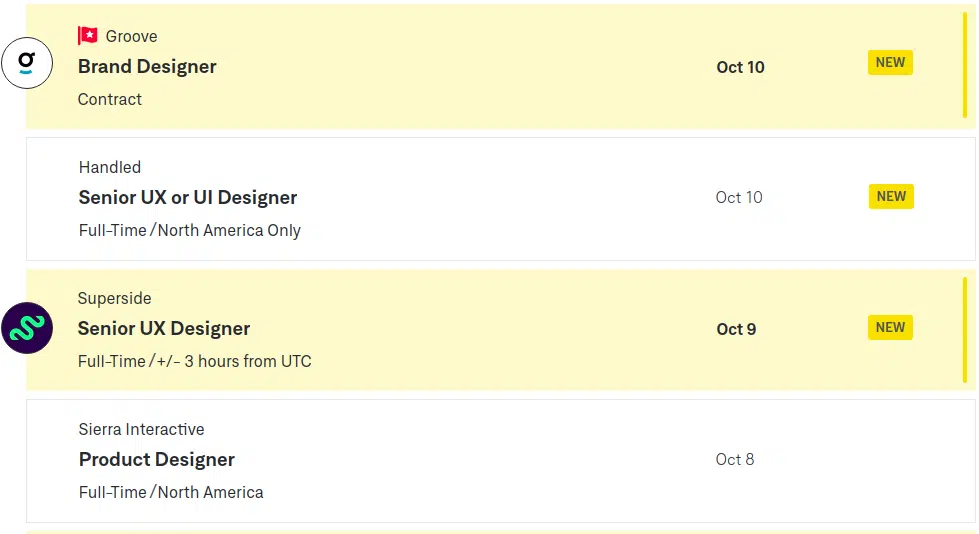 Groove
Brand Designer
Contract
Oct 10
NEW
Handled
Senior UX or UI Designer
Full-Time /North America Only
Oct 10
NEW
Superside
Senior UX Designer
Full-Time /+/- 3 hours from UTC
Oct 9
NEW
Sierra Interactive
Product Designer
Full-Time /North America
Oct 8